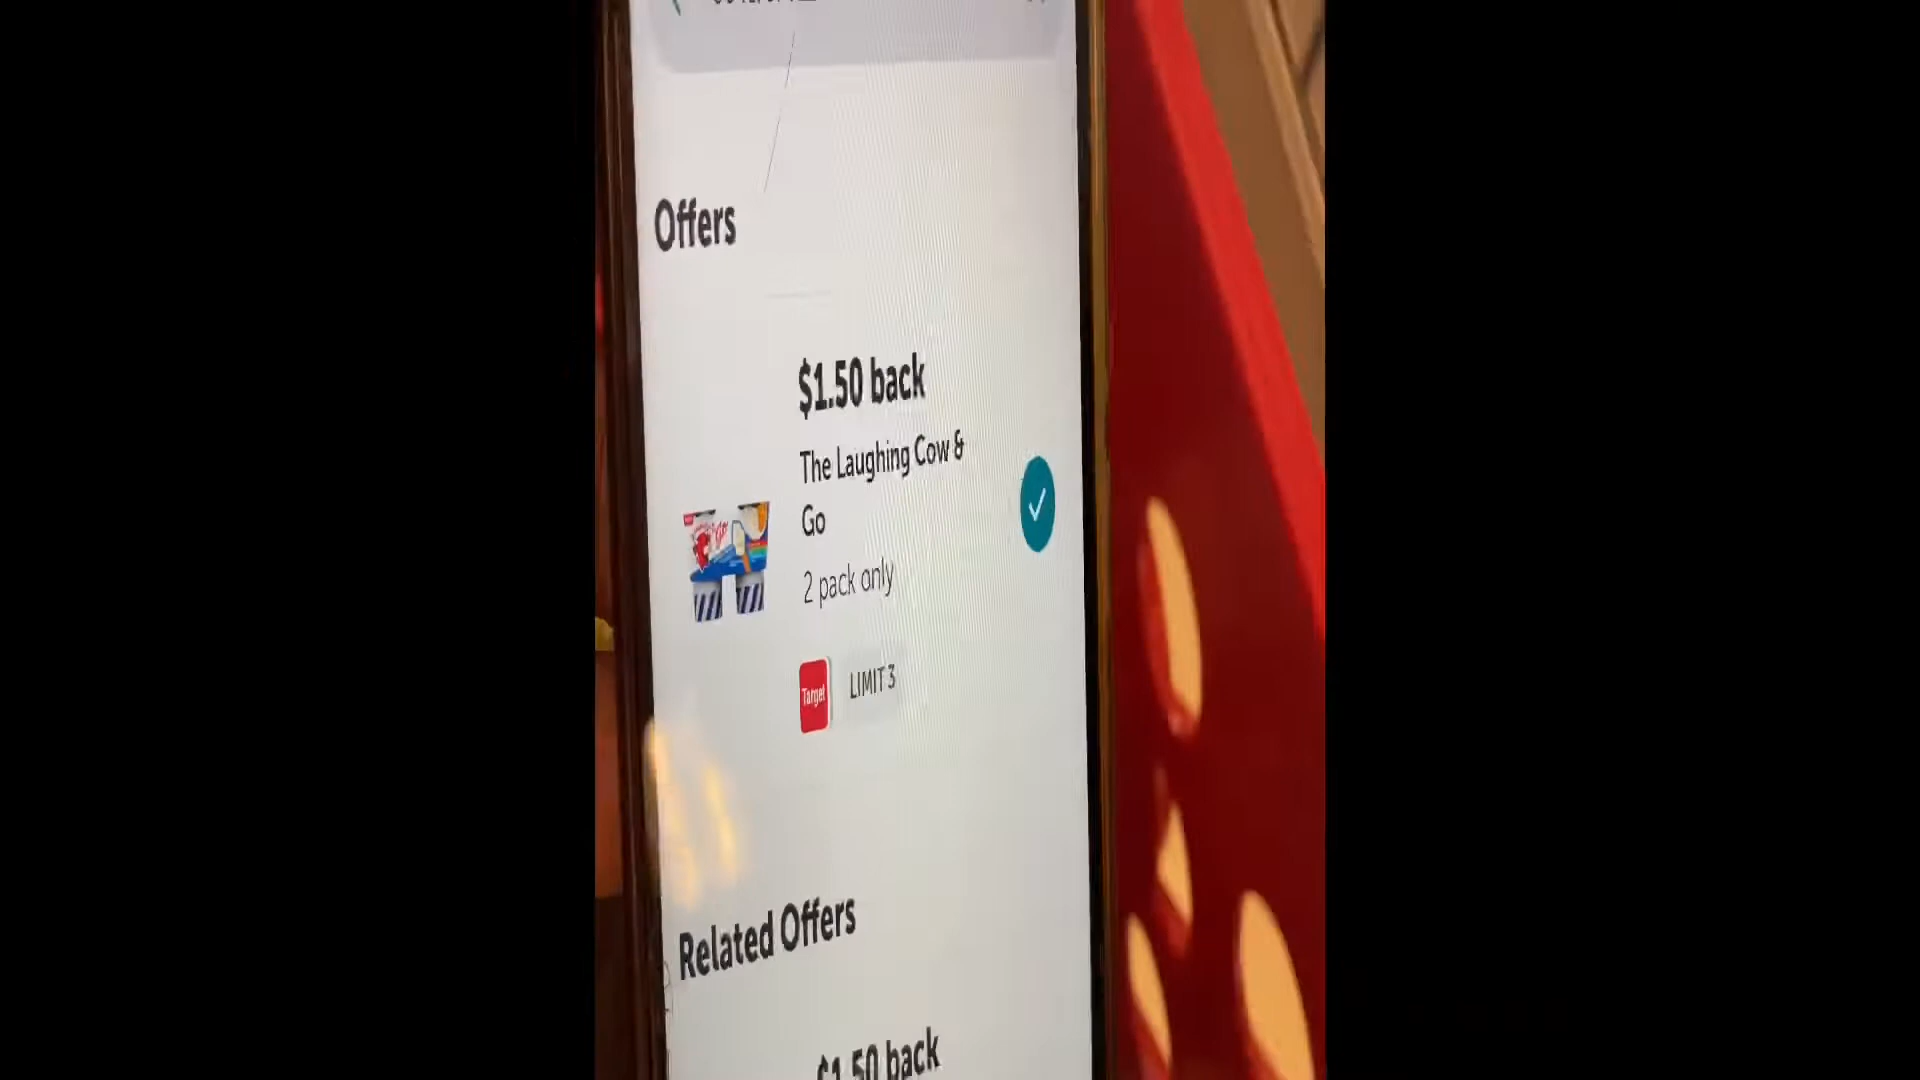 Offers
$1.50 back
The Laughing Cow &
Go
2 pack only
Target
LIMIT 3
Related Offers
$1.50 back